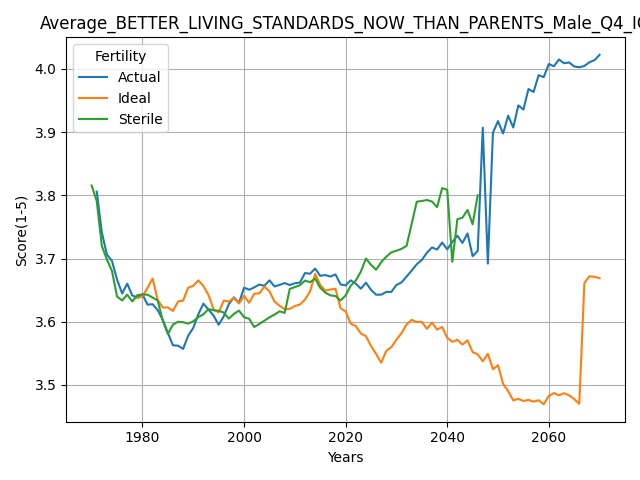 Average_BETTER_LIVING_STANDARDS_NOW_THAN_PARENTS_Male_Q4_IC
Fertility
Actual
Ideal
Sterile
Score(1-5)
4.0
3.9
3.8
3.7
3.6
3.5
1980 2000 2020 2040 2060
Years